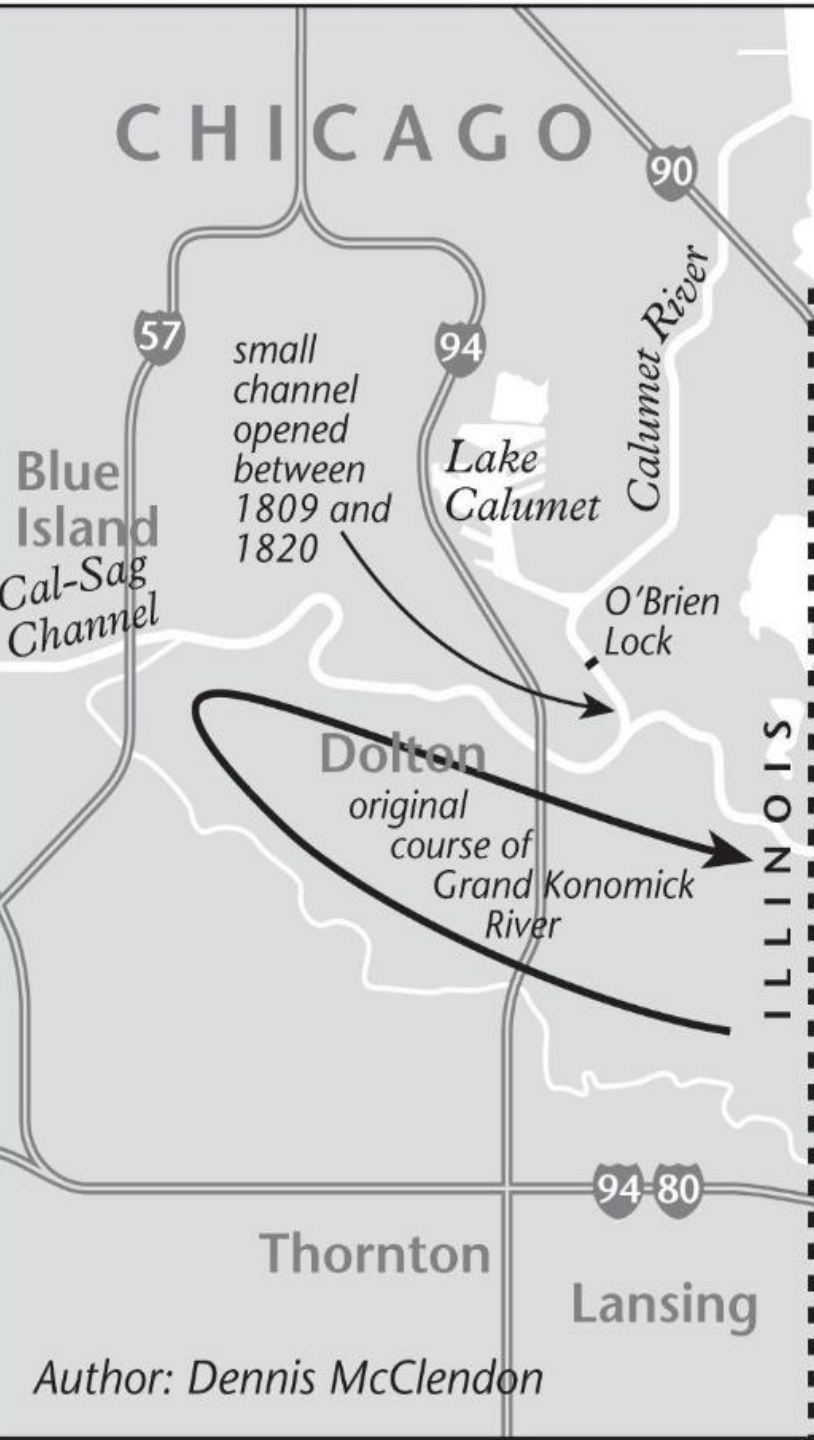 CHICAGO
90
57
94
small
channel
opened
between
1809 and
1820
Calumet River
Lake
Calumet
Blue
Island
Cal-Sag
Channel
O'Brien
Lock
Dolton
original
course of
Grand Konomick
River
ILLINOIS
94 80
Thornton
Lansing
Author: Dennis McClendon